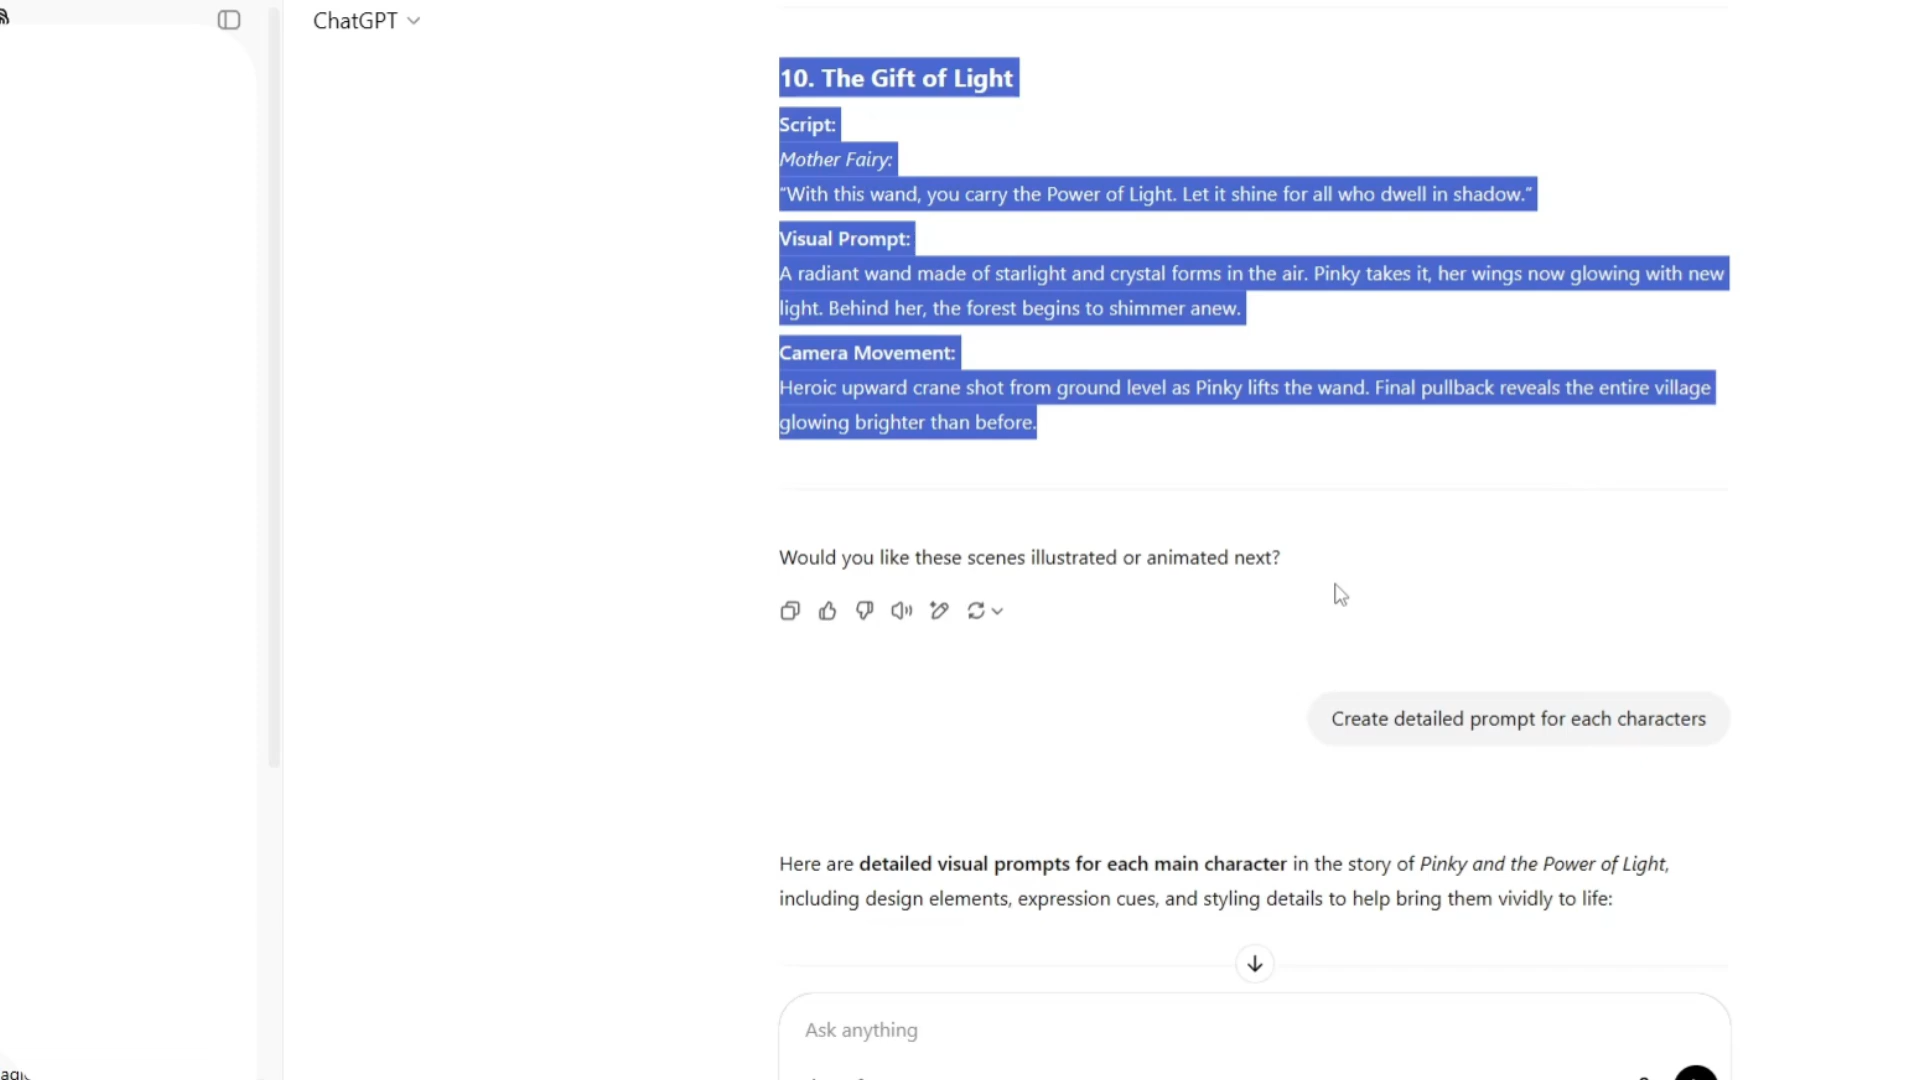 ChatGPT
10. The Gift of Light
Script:
Mother Fairy:
“With this wand, you carry the Power of Light. Let it shine for all who dwell in shadow.”
Visual Prompt:
A radiant wand made of starlight and crystal forms in the air. Pinky takes it, her wings now glowing with new
light. Behind her, the forest begins to shimmer anew.
Camera Movement:
Heroic upward crane shot from ground level as Pinky lifts the wand. Final pullback reveals the entire village
glowing brighter than before.
Would you like these scenes illustrated or animated next?
Create detailed prompt for each characters
Here are detailed visual prompts for each main character in the story of Pinky and the Power of Light,
including design elements, expression cues, and styling details to help bring them vividly to life:
Ask anything